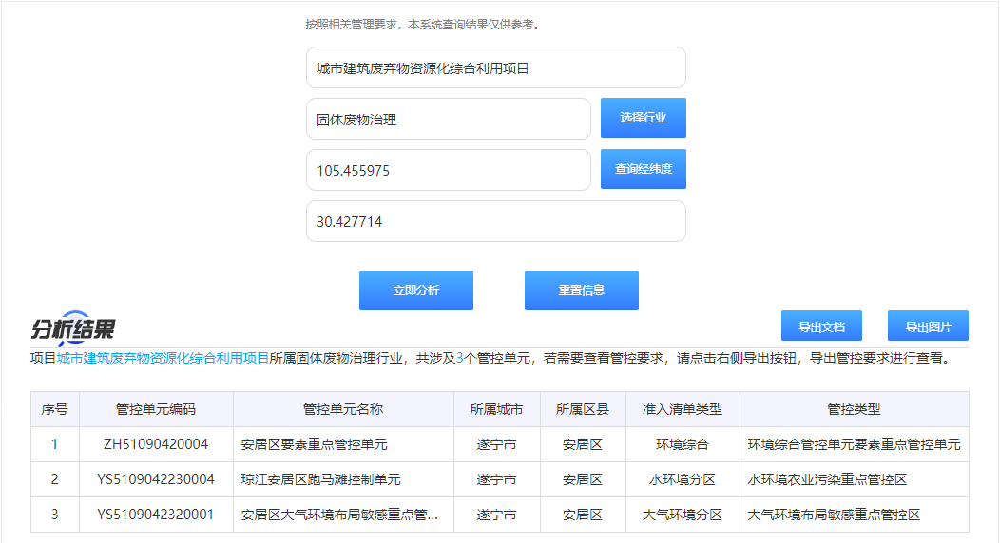 按照相关管理要求，本系统查询结果仅供参考。
城市建筑废弃物资源化综合利用项目
固体废物治理 选择行业
105.455975 查询经纬度
30.427714
立即分析 重置信息
分析结果 导出文档 导出图片
项目城市建筑废弃物资源化综合利用项目所属固体废物治理行业，共涉及3个管控单元，若需要查看管控要求，请点击右侧导出按钮，导出管控要求进行查看。
序号 管控单元编码 管控单元名称 所属城市 所属区县 准入清单类型 管控类型
1 ZH51090420004 安居区要素重点管控单元 遂宁市 安居区 环境综合 环境综合管控单元要素重点管控单元
2 YS5109042230004 琼江安居区跑马滩控制单元 遂宁市 安居区 水环境分区 水环境农业污染重点管控区
3 YS5109042320001 安居区大气环境布局敏感重点管... 遂宁市 安居区 大气环境分区 大气环境布局敏感重点管控区